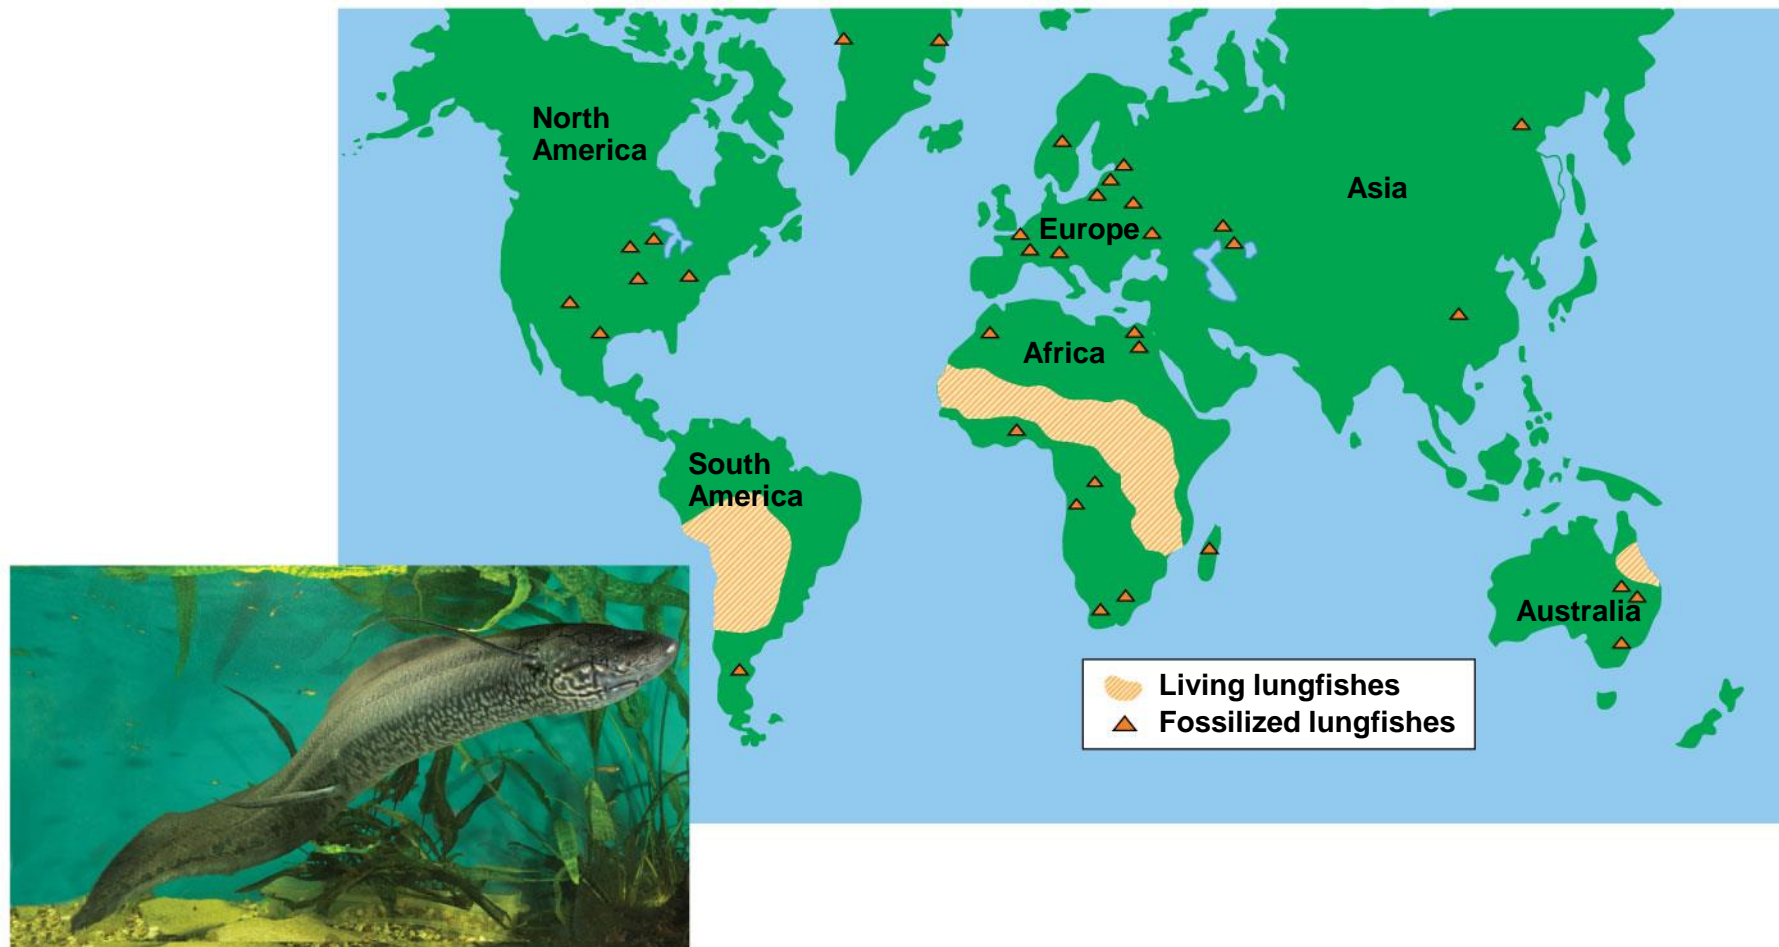 North
America
Asia
Europe
Africa
South
America
Australia
Living lungfishes
Fossilized lungfishes